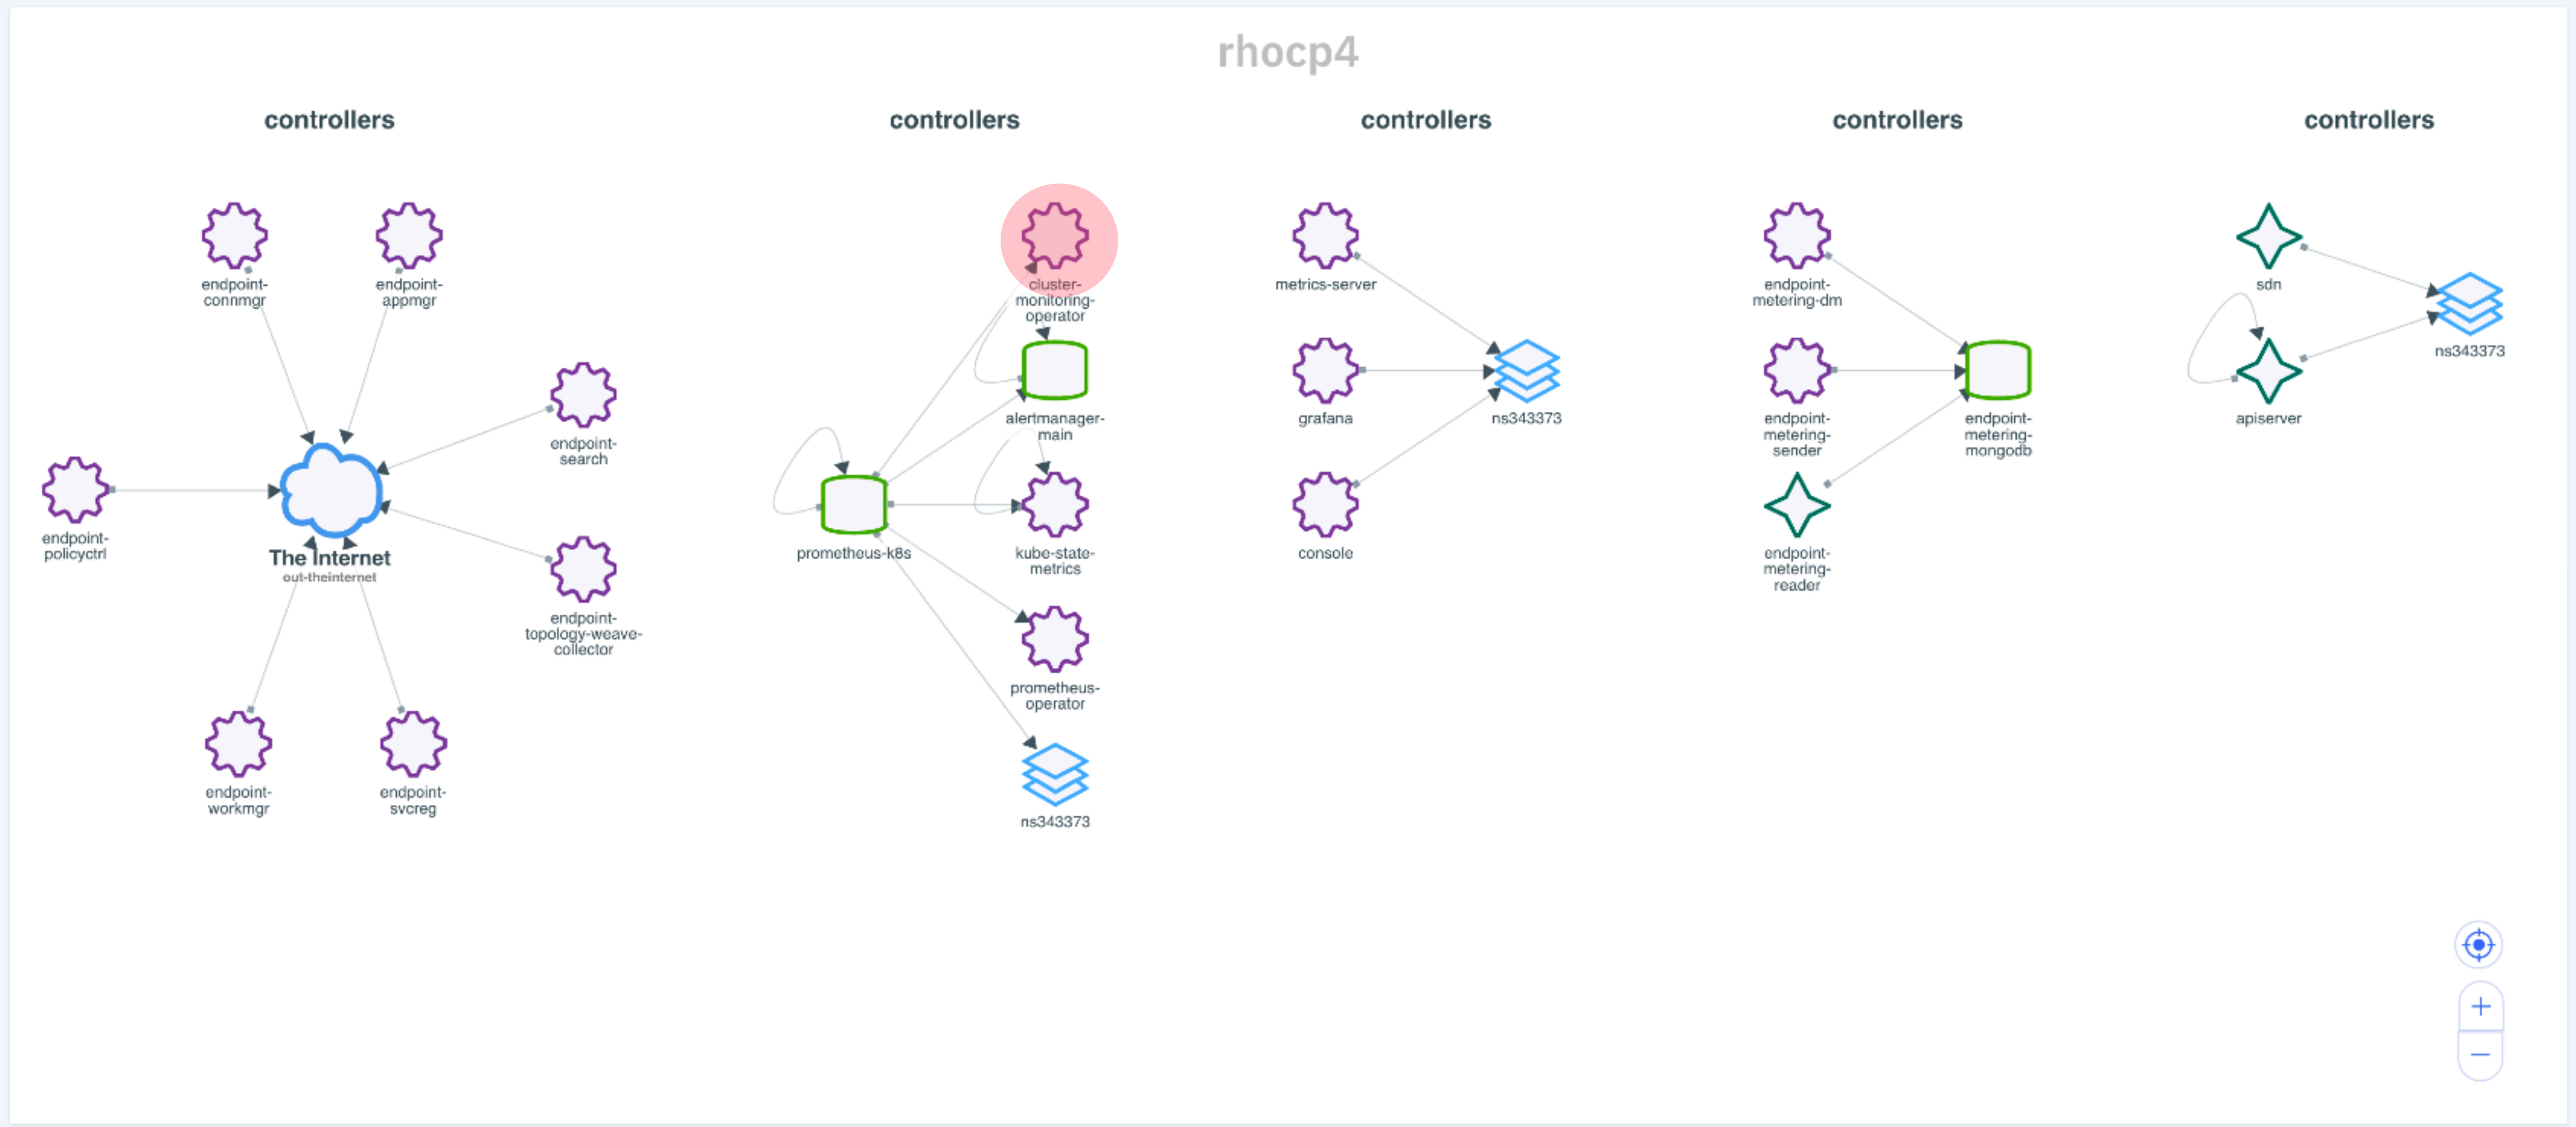 rhocp4
controllers
endpoint-
connmgr
endpoint-
appmgr
endpoint-
search
endpoint-
policyctrl
The Internet
out-theinternet
endpoint-
topology-weave-
collector
endpoint-
workmgr
endpoint-
svcreg
controllers
cluster-
monitoring-
operator
alertmanager-
main
prometheus-k8s
kube-state-
metrics
prometheus-
operator
ns343373
controllers
metrics-server
grafana
ns343373
console
controllers
endpoint-
metering-dm
endpoint-
metering-
sender
endpoint-
metering-
mongodb
endpoint-
metering-
reader
controllers
sdn
ns343373
apiserver